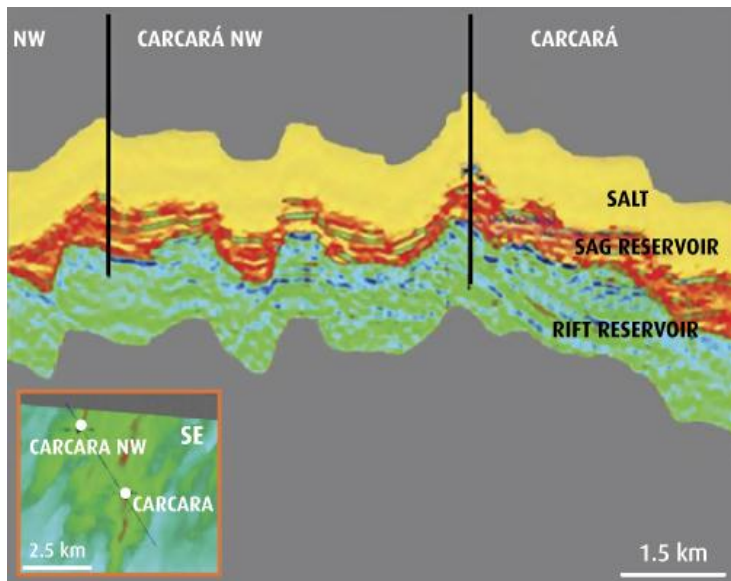 NW
CARCARÁ NW
CARCARÁ
SALT
SAG RESERVOIR
RIFT RESERVOIR
SE
CARCARA NW
CARCARA
2.5 km
1.5 km